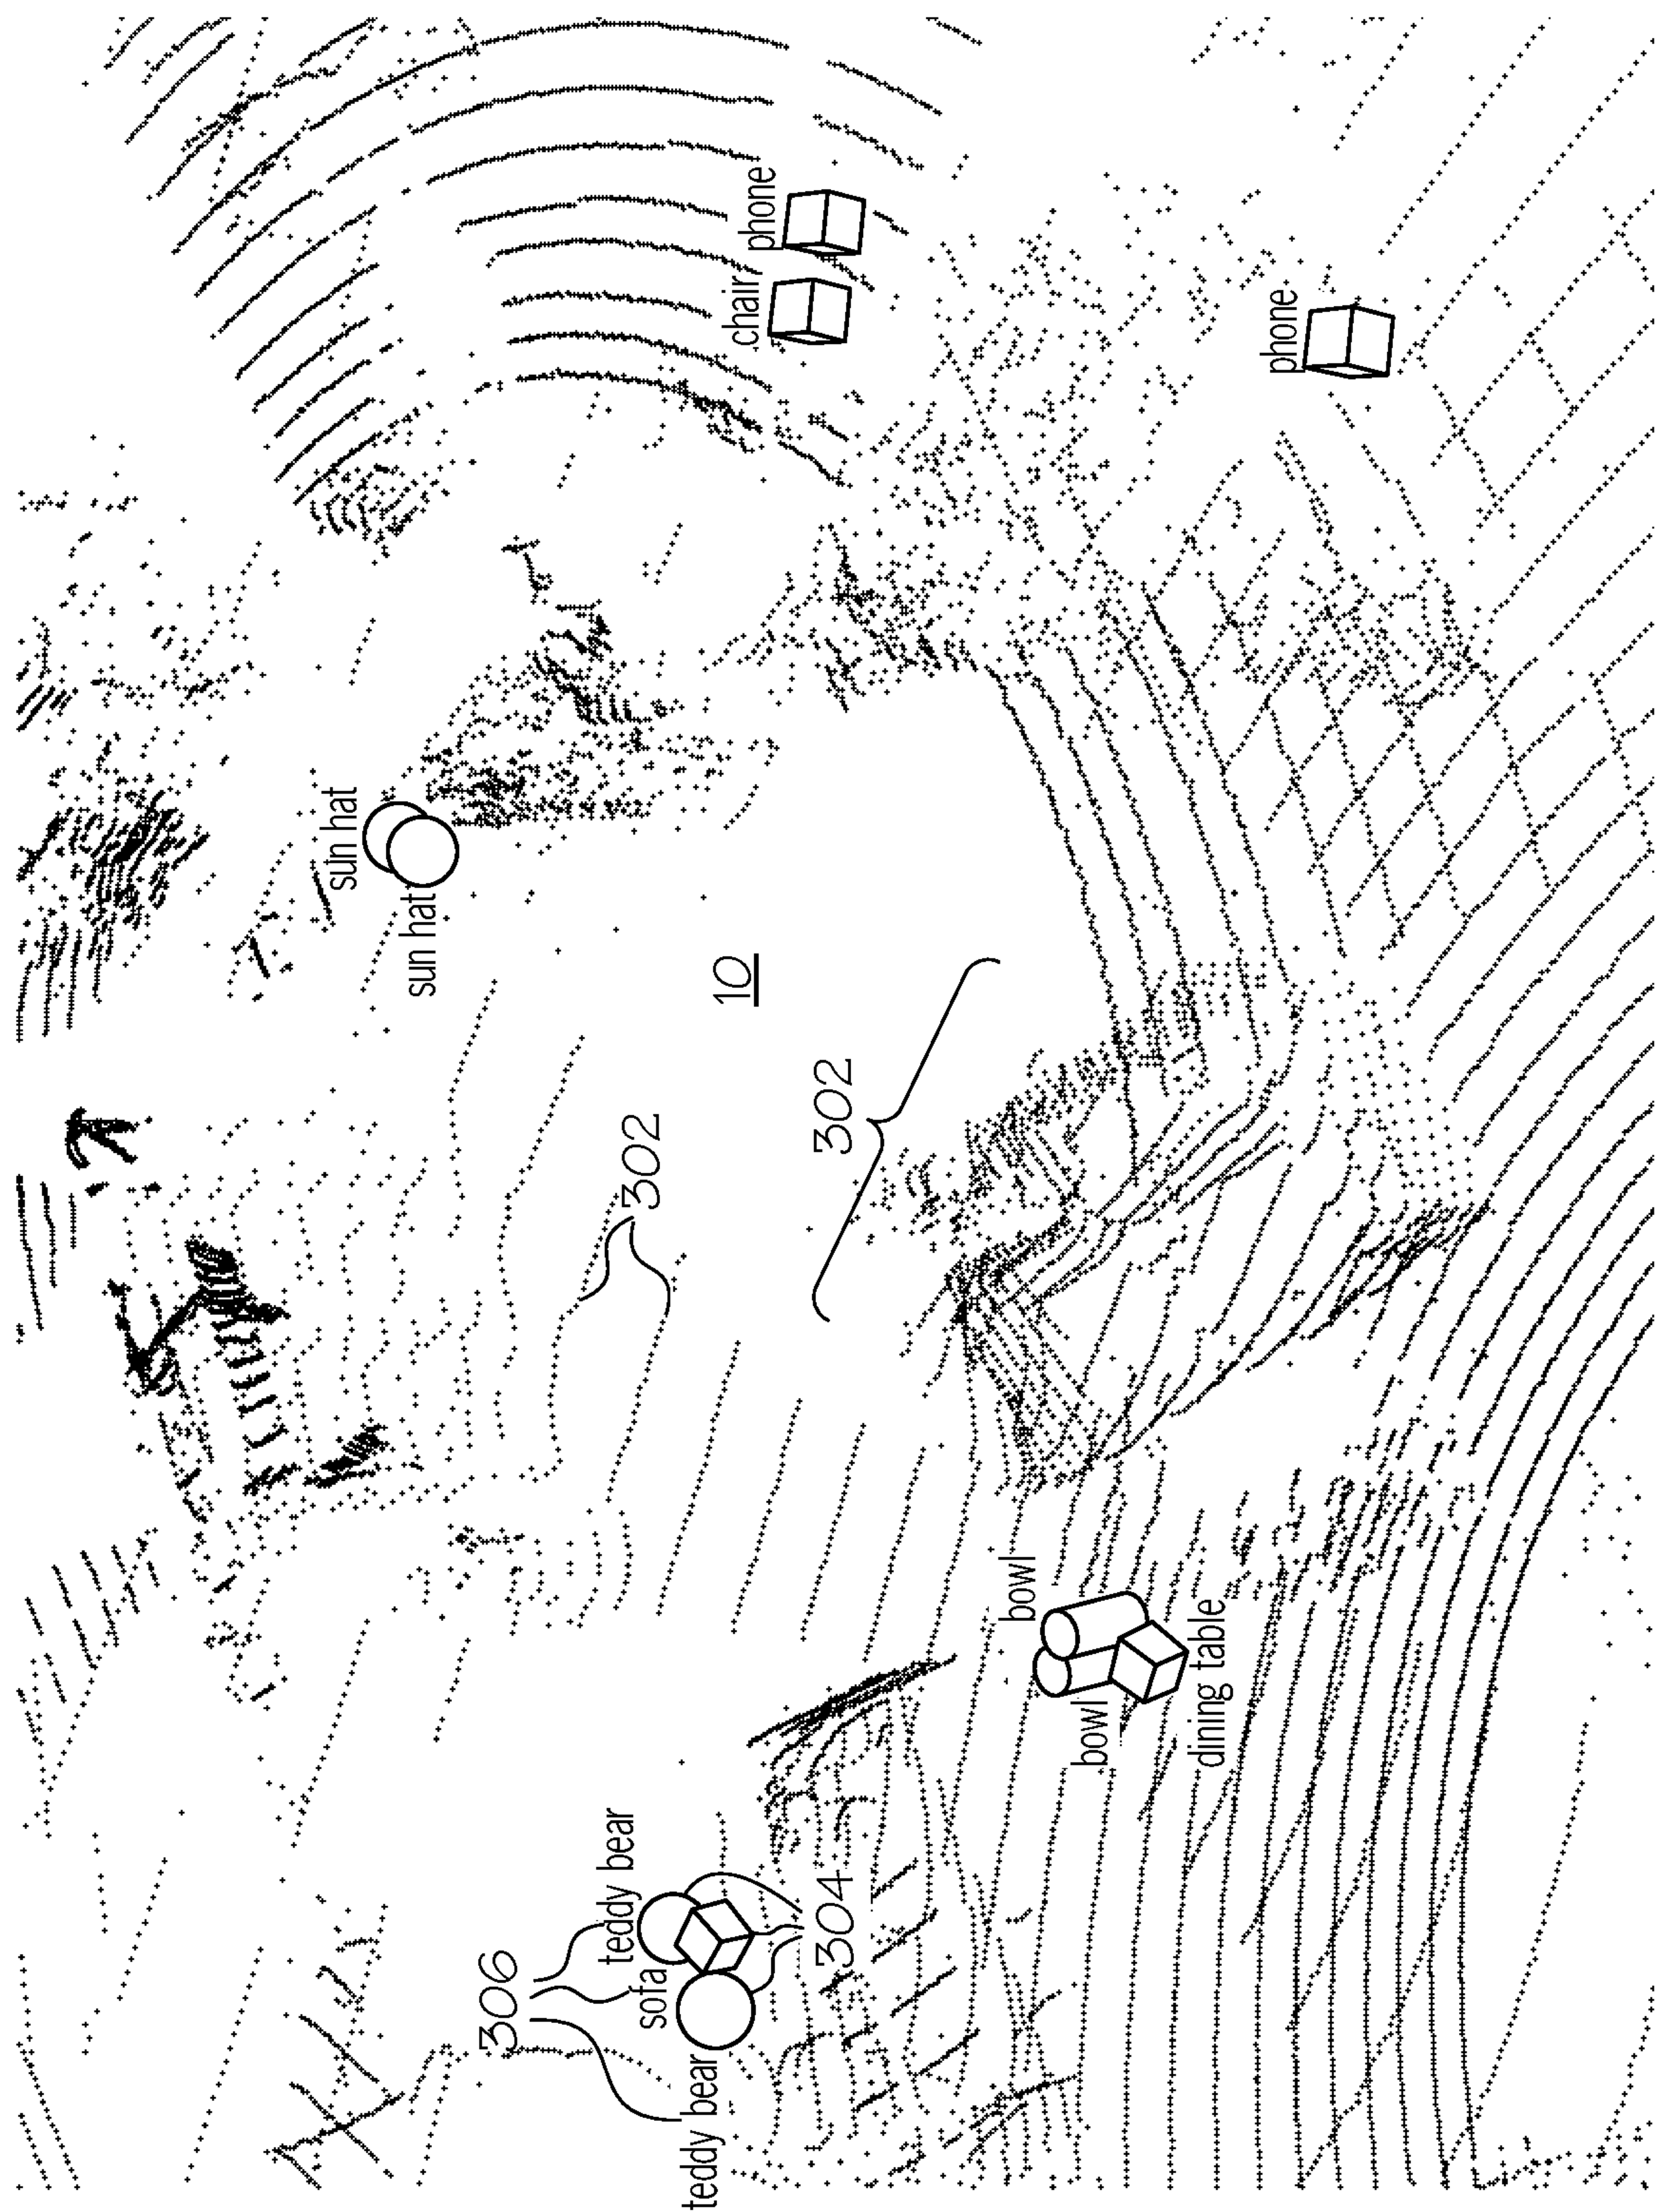 sun hat
sun hat
306
teddy bear
302
sofa
teddy bear
10
chair
phone
304
302
bowl
bowl
dining table
phone